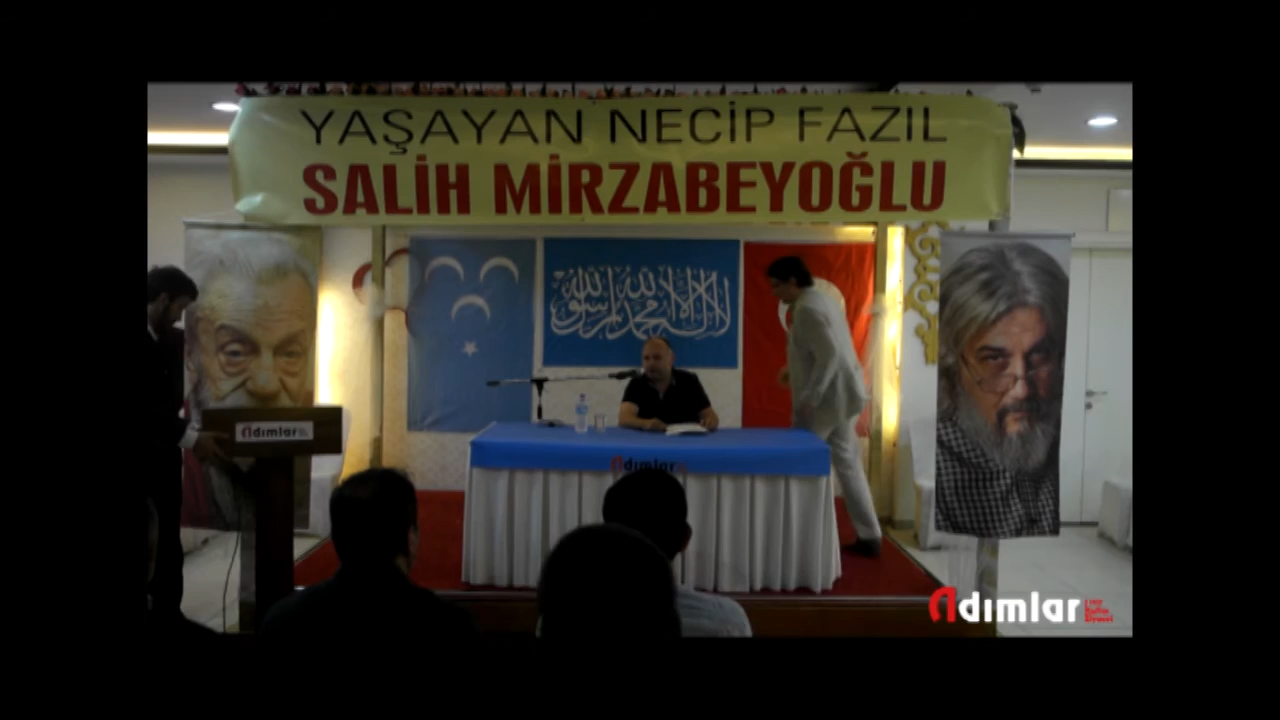 YAŞAYAN NECİP FAZIL
SALİH MİRZABEYOĞLU
لا إله إلا الله محمد رسول الله
Adımlar
Adımlar
Adımlar